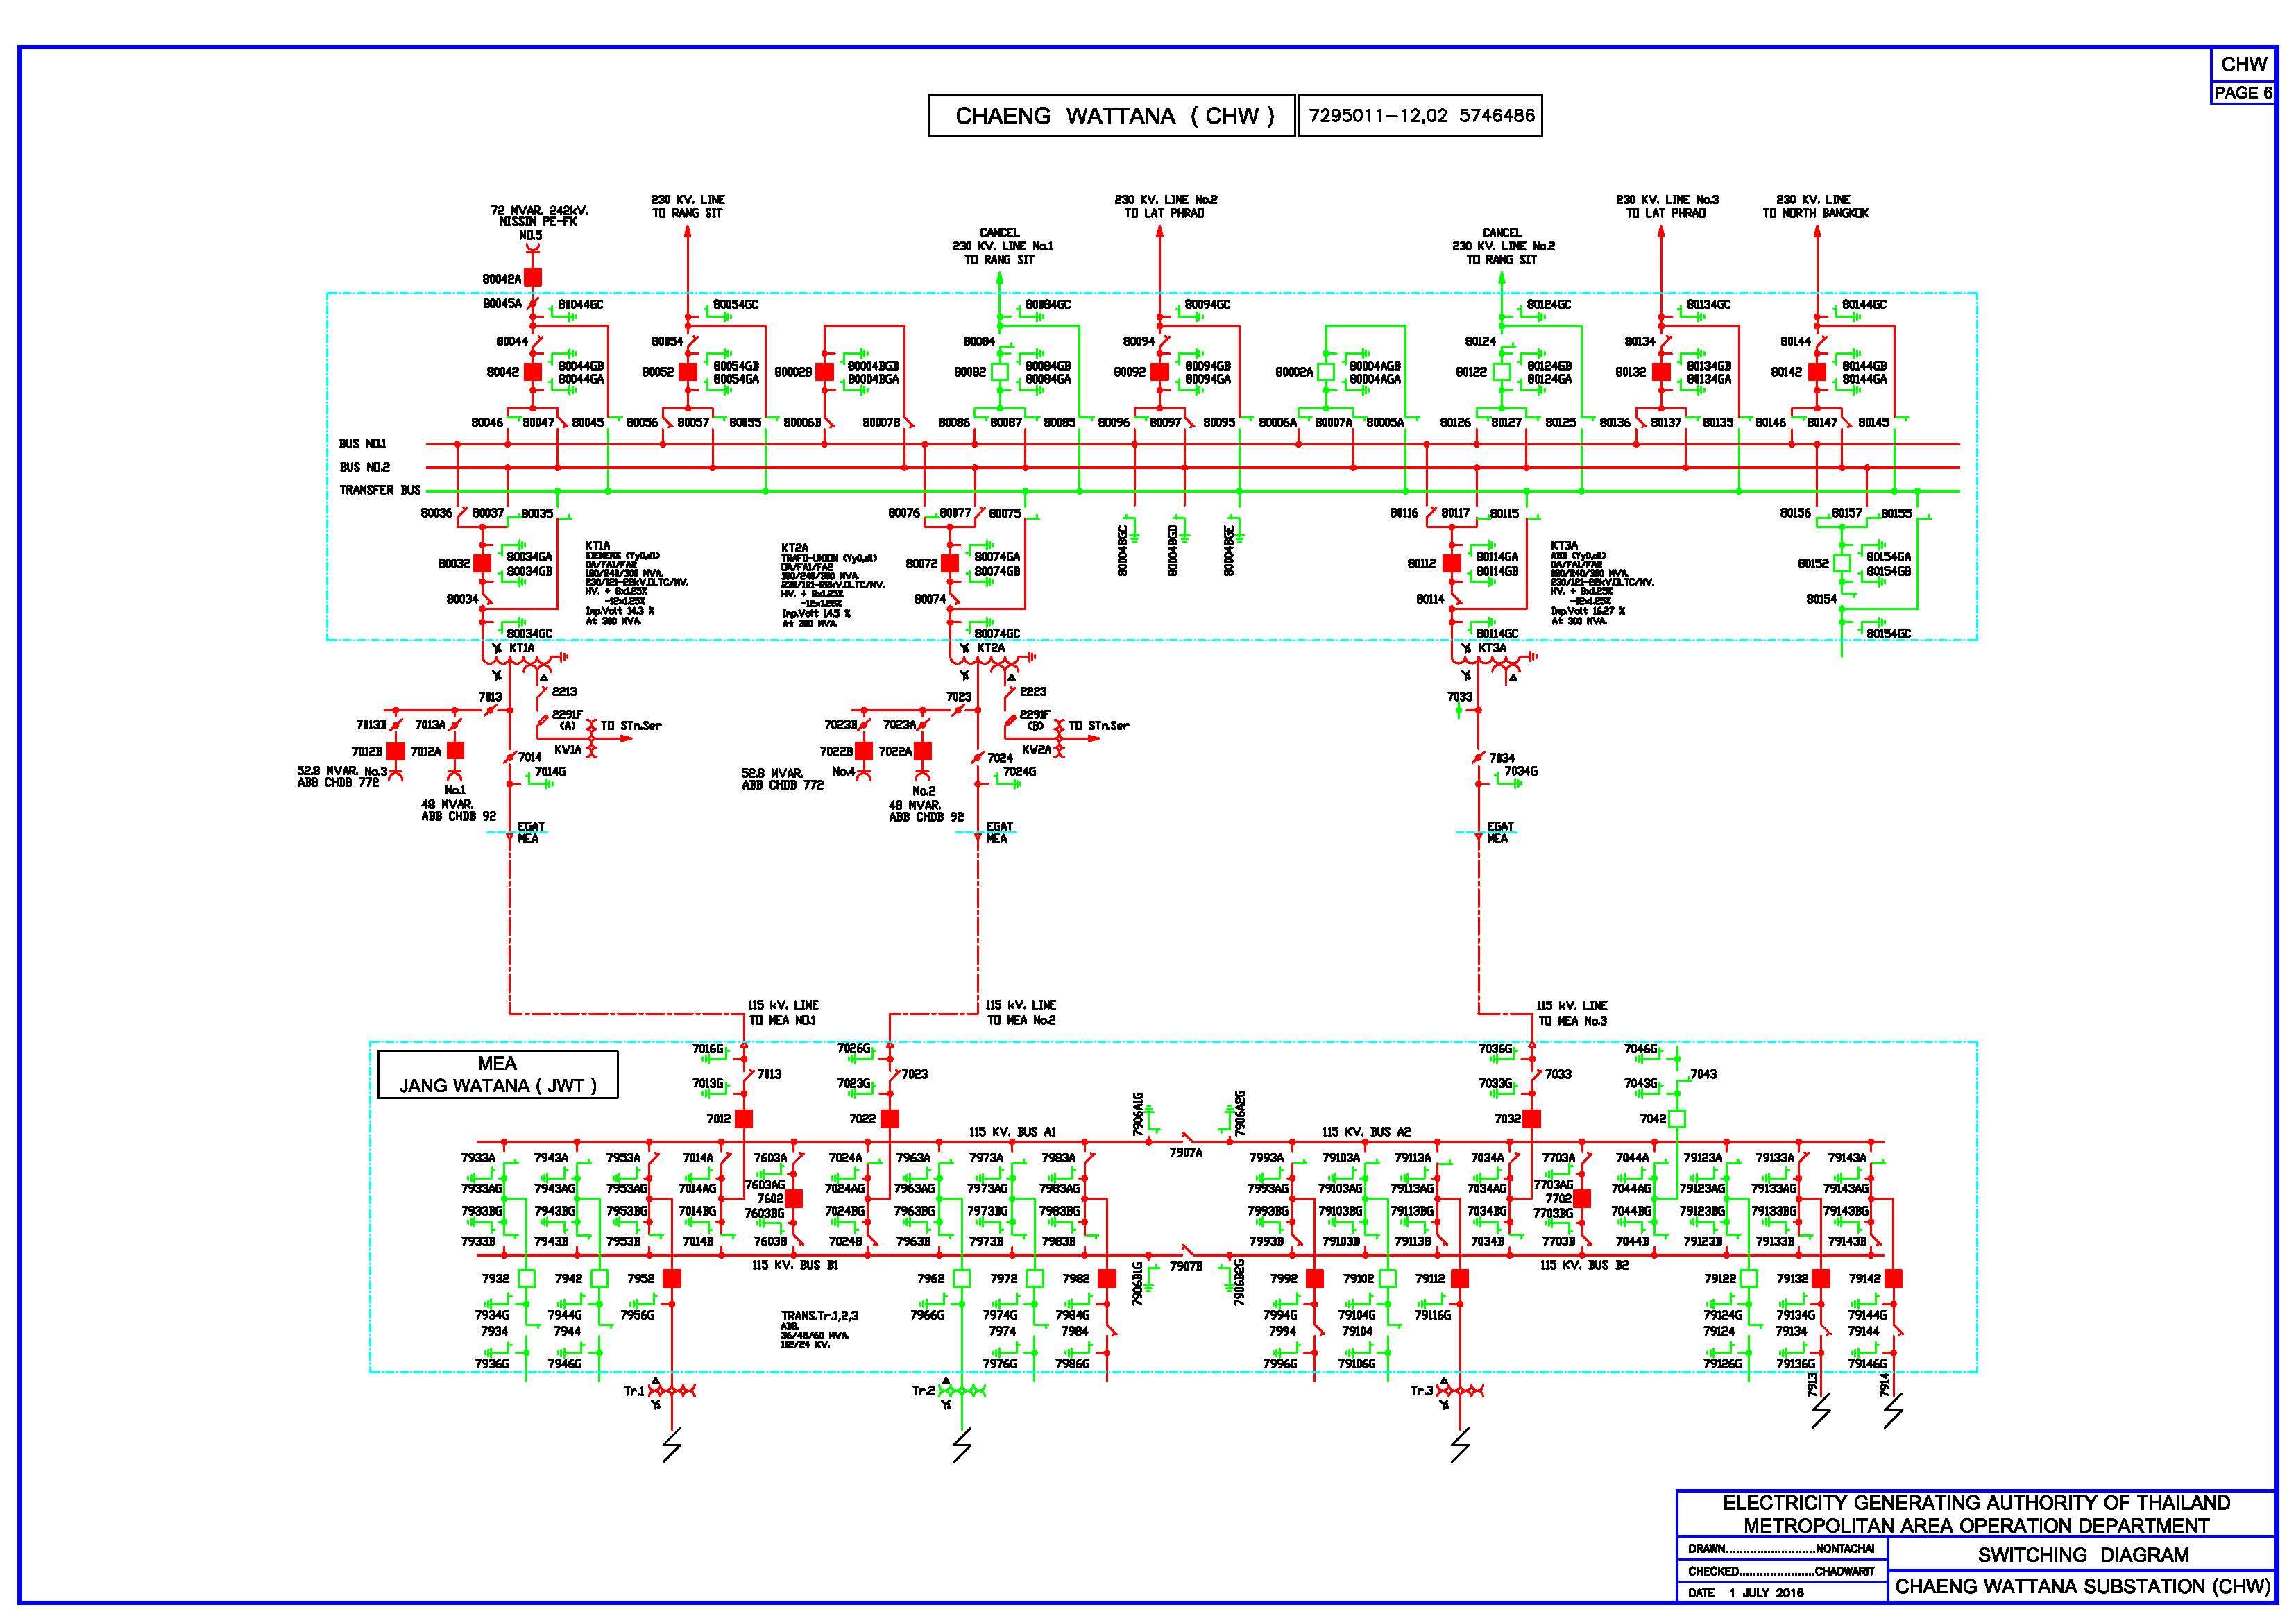 CHW
PAGE 6
CHAENG WATTANA ( CHW )
7295011-12,02 5746486
72 MVAR. 242kV.
NISSIN PE-FK
NO.5
230 KV. LINE
TO RANG SIT
CANCEL
230 KV. LINE No.1
TO RANG SIT
230 KV. LINE No.2
TO LAT PHRAO
CANCEL
230 KV. LINE No.2
TO RANG SIT
230 KV. LINE No.3
TO LAT PHRAO
230 KV. LINE
TO NORTH BANGKOK
80042A
80045A
80044GC
80054GC
80084GC
80094GC
80124GC
80134GC
80144GC
80044
80054
80084
80094
80124
80134
80144
80042
80044GB
80044GA
80052
80054GB
80054GA
80002B
80004BGB
80004BGA
80082
80084GB
80084GA
80092
80094GB
80094GA
80002A
80004AGB
80004AGA
80122
80124GB
80124GA
80132
80134GB
80134GA
80142
80144GB
80144GA
80046 80047 80045
80056 80057 80055
80006B 80007B
80086 80087 80085
80096 80097 80095
80006A 80007A 80005A
80126 80127 80125
80136 80137 80135
80146 80147 80145
BUS NO.1
BUS NO.2
TRANSFER BUS
80036 80037 80035
80076 80077 80075
80004BGC
80004BGD
80004BGE
80116 80117 80115
80156 80157 80155
80032
80034GA
80034GB
80034
80034GC
KT1A
SIEMENS (Yy0,d1)
OA/FA1/FA2
180/240/300 MVA.
230/121-22kV.OLTC/NV.
HV. + 8x1.25%
-12x1.25%
Imp.Volt 14.3 %
At 300 MVA.
KT2A
TRAFO-UNION (Yy0,d1)
OA/FA1/FA2
180/240/300 MVA.
230/121-22kV.OLTC/NV.
HV. + 8x1.25%
-12x1.25%
Imp.Volt 14.5 %
At 300 MVA.
80072
80074GA
80074GB
80074
80074GC
80112
80114GA
80114GB
80114
80114GC
KT3A
ABB (Yy0,d1)
OA/FA1/FA2
180/240/300 MVA.
230/121-22kV.OLTC/NV.
HV. + 8x1.25%
-12x1.25%
Imp.Volt 16.27 %
At 300 MVA.
80152
80154GA
80154GB
80154
80154GC
KT1A
KT2A
KT3A
7013
2213
7013B 7013A
2291F
(A)
TO STn.Ser
KW1A
7012B 7012A
7014
7014G
52.8 MVAR. No.3
ABB CHDB 772
No.1
48 MVAR.
ABB CHDB 92
7023
2223
7023B 7023A
2291F
(B)
TO STn.Ser
KW2A
7022B 7022A
7024
7024G
52.8 MVAR.
ABB CHDB 772
No.4
No.2
48 MVAR.
ABB CHDB 92
7033
7034
7034G
EGAT
MEA
EGAT
MEA
EGAT
MEA
115 kV. LINE
TO MEA NO.1
115 kV. LINE
TO MEA No.2
115 kV. LINE
TO MEA No.3
MEA
JANG WATANA ( JWT )
7016G
7013
7013G
7012
7026G
7023
7023G
7022
7036G
7033
7033G
7032
7046G
7043
7043G
7042
7906A1G
7906A2G
115 KV. BUS A1
7907A
115 KV. BUS A2
7933A 7943A 7953A 7014A 7603A 7024A 7963A 7973A 7983A
7993A 79103A 79113A 7034A 7703A 7044A 79123A 79133A 79143A
7933AG 7943AG 7953AG 7014AG 7603AG 7024AG 7963AG 7973AG 7983AG
7993AG 79103AG 79113AG 7034AG 7703AG 7044AG 79123AG 79133AG 79143AG
7602
7702
7933BG 7943BG 7953BG 7014BG 7603BG 7024BG 7963BG 7973BG 7983BG
7993BG 79103BG 79113BG 7034BG 7703BG 7044BG 79123BG 79133BG 79143BG
7933B 7943B 7953B 7014B 7603B 7024B 7963B 7973B 7983B
7993B 79103B 79113B 7034B 7703B 7044B 79123B 79133B 79143B
115 KV. BUS B1
7907B
115 KV. BUS B2
7906B1G
7906B2G
7932 7942 7952 7962 7972 7982
7992 79102 79112 79122 79132 79142
7934G 7944G 7956G 7966G 7974G 7984G
7994G 79104G 79116G 79124G 79134G 79144G
7934 7944 7974 7984
7994 79104 79124 79134 79144
7936G 7946G 7976G 7986G
7996G 79106G 79126G 79136G 79146G
TRANS.Tr.1,2,3
ABB.
36/48/60 MVA.
112/24 KV.
Tr.1
Tr.2
Tr.3
7913
7914
ELECTRICITY GENERATING AUTHORITY OF THAILAND
METROPOLITAN AREA OPERATION DEPARTMENT
DRAWN..........................NONTACHAI
CHECKED......................CHAOWARIT
DATE 1 JULY 2016
SWITCHING DIAGRAM
CHAENG WATTANA SUBSTATION (CHW)